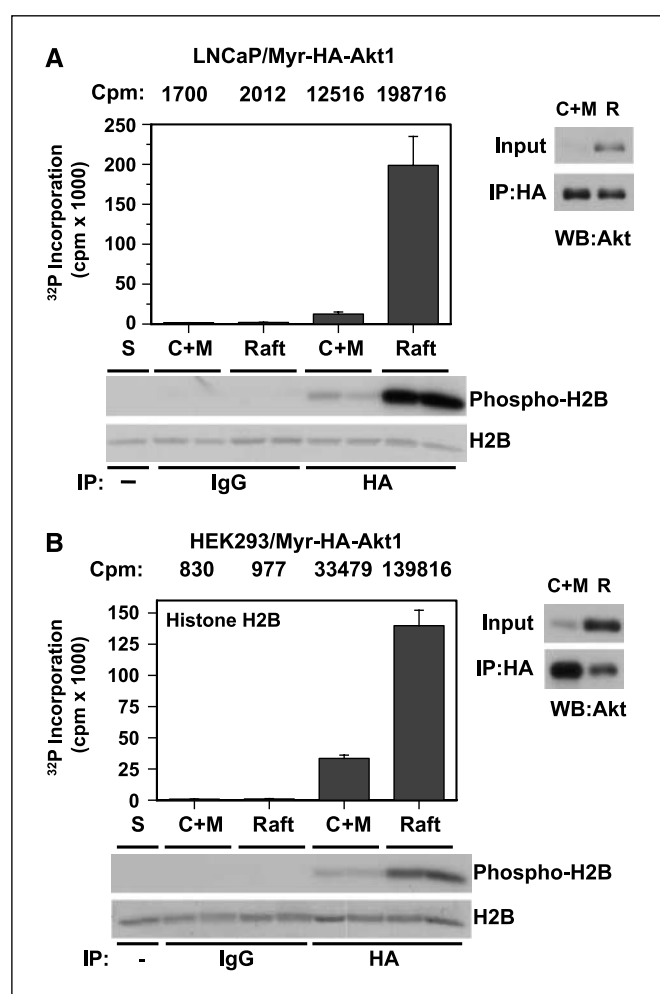 A
LNCaP/Myr-HA-Akt1
Cpm: 1700 2012 12516 198716
250
200
150
100
50
0
32P Incorporation
(cpm x 1000)
S C+M Raft C+M Raft
Phospho-H2B
H2B
IP: – IgG HA
C+M R
Input
IP:HA
WB:Akt
B
HEK293/Myr-HA-Akt1
Cpm: 830 977 33479 139816
Histone H2B
150
125
100
75
50
25
0
32P Incorporation
(cpm x 1000)
S C+M Raft C+M Raft
Phospho-H2B
H2B
IP: - IgG HA
C+M R
Input
IP:HA
WB:Akt